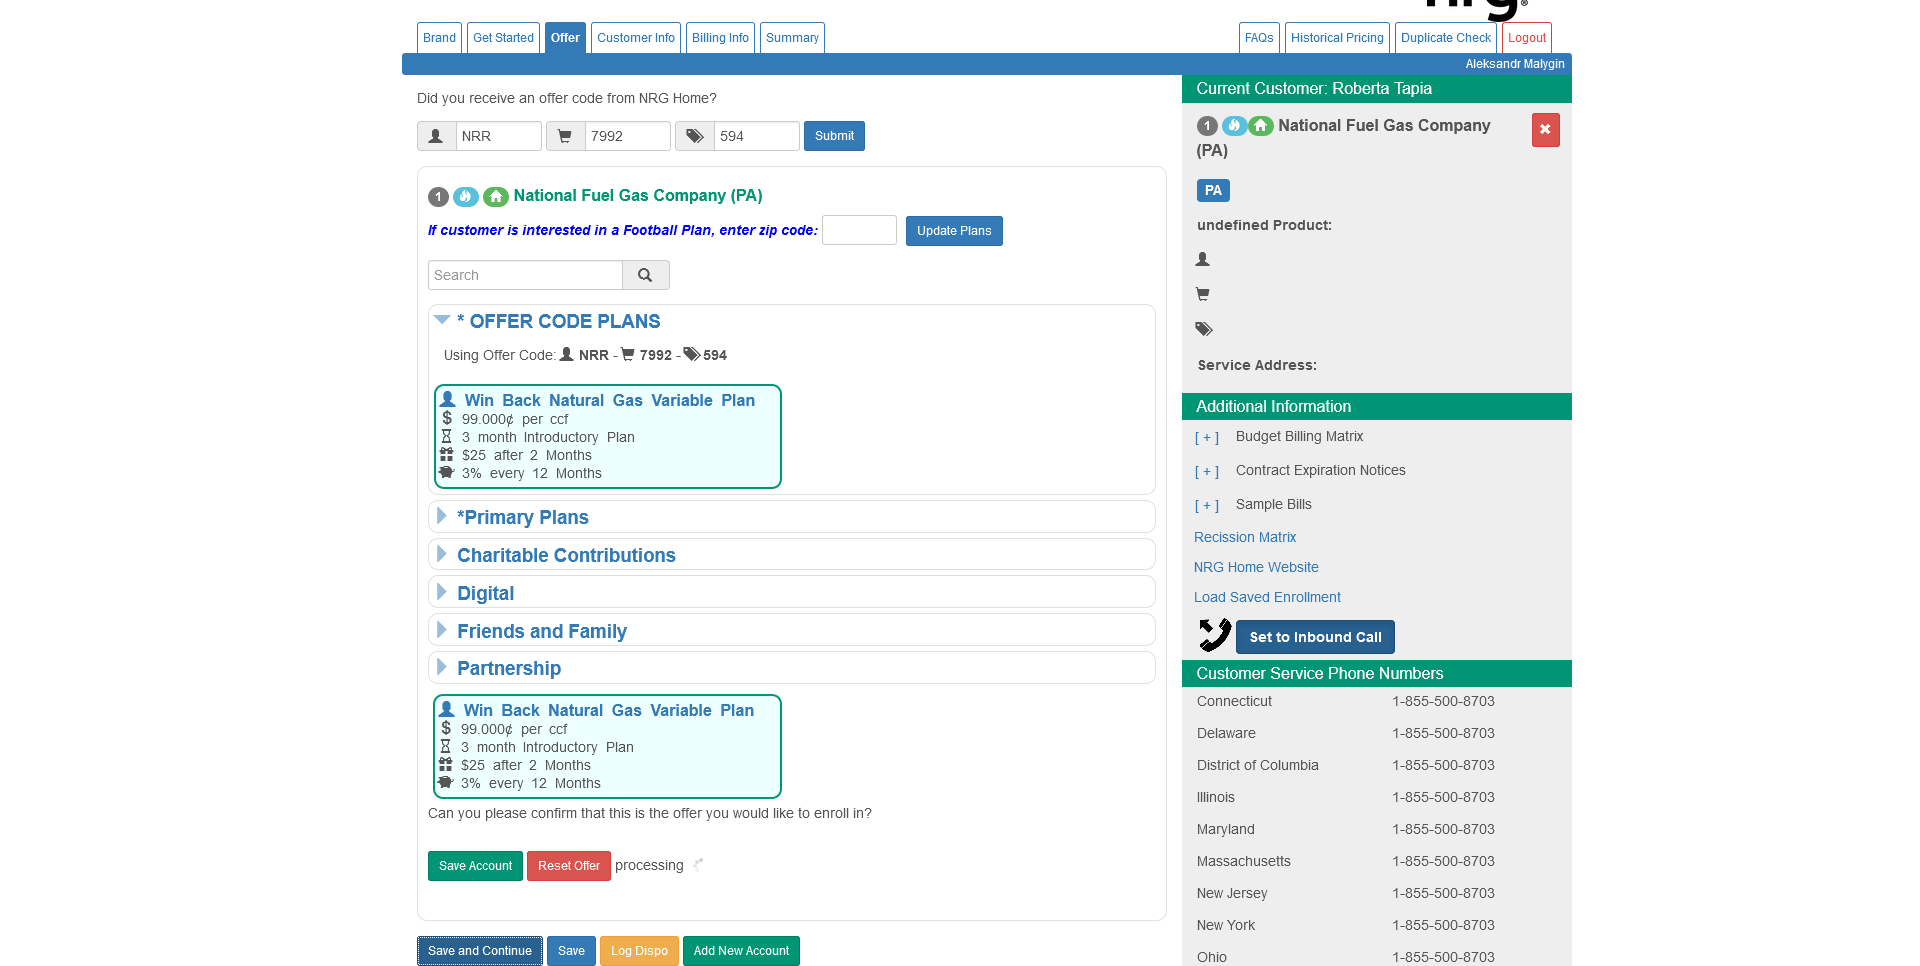 nrg®
Brand
Get Started
Offer
Customer Info
Billing Info
Summary
FAQs
Historical Pricing
Duplicate Check
Logout
Aleksandr Malygin
Did you receive an offer code from NRG Home?
NRR
7992
594
Submit
1 National Fuel Gas Company (PA)
If customer is interested in a Football Plan, enter zip code:
Update Plans
Search
* OFFER CODE PLANS
Using Offer Code: NRR - 7992 - 594
Win Back Natural Gas Variable Plan
$ 99.000¢ per ccf
3 month Introductory Plan
$25 after 2 Months
3% every 12 Months
*Primary Plans
Charitable Contributions
Digital
Friends and Family
Partnership
Win Back Natural Gas Variable Plan
$ 99.000¢ per ccf
3 month Introductory Plan
$25 after 2 Months
3% every 12 Months
Can you please confirm that this is the offer you would like to enroll in?
Save Account
Reset Offer
processing
Save and Continue
Save
Log Dispo
Add New Account
Current Customer: Roberta Tapia
1 National Fuel Gas Company
(PA)
PA
undefined Product:
Service Address:
Additional Information
[ + ] Budget Billing Matrix
[ + ] Contract Expiration Notices
[ + ] Sample Bills
Recission Matrix
NRG Home Website
Load Saved Enrollment
Set to Inbound Call
Customer Service Phone Numbers
Connecticut 1-855-500-8703
Delaware 1-855-500-8703
District of Columbia 1-855-500-8703
Illinois 1-855-500-8703
Maryland 1-855-500-8703
Massachusetts 1-855-500-8703
New Jersey 1-855-500-8703
New York 1-855-500-8703
Ohio 1-855-500-8703